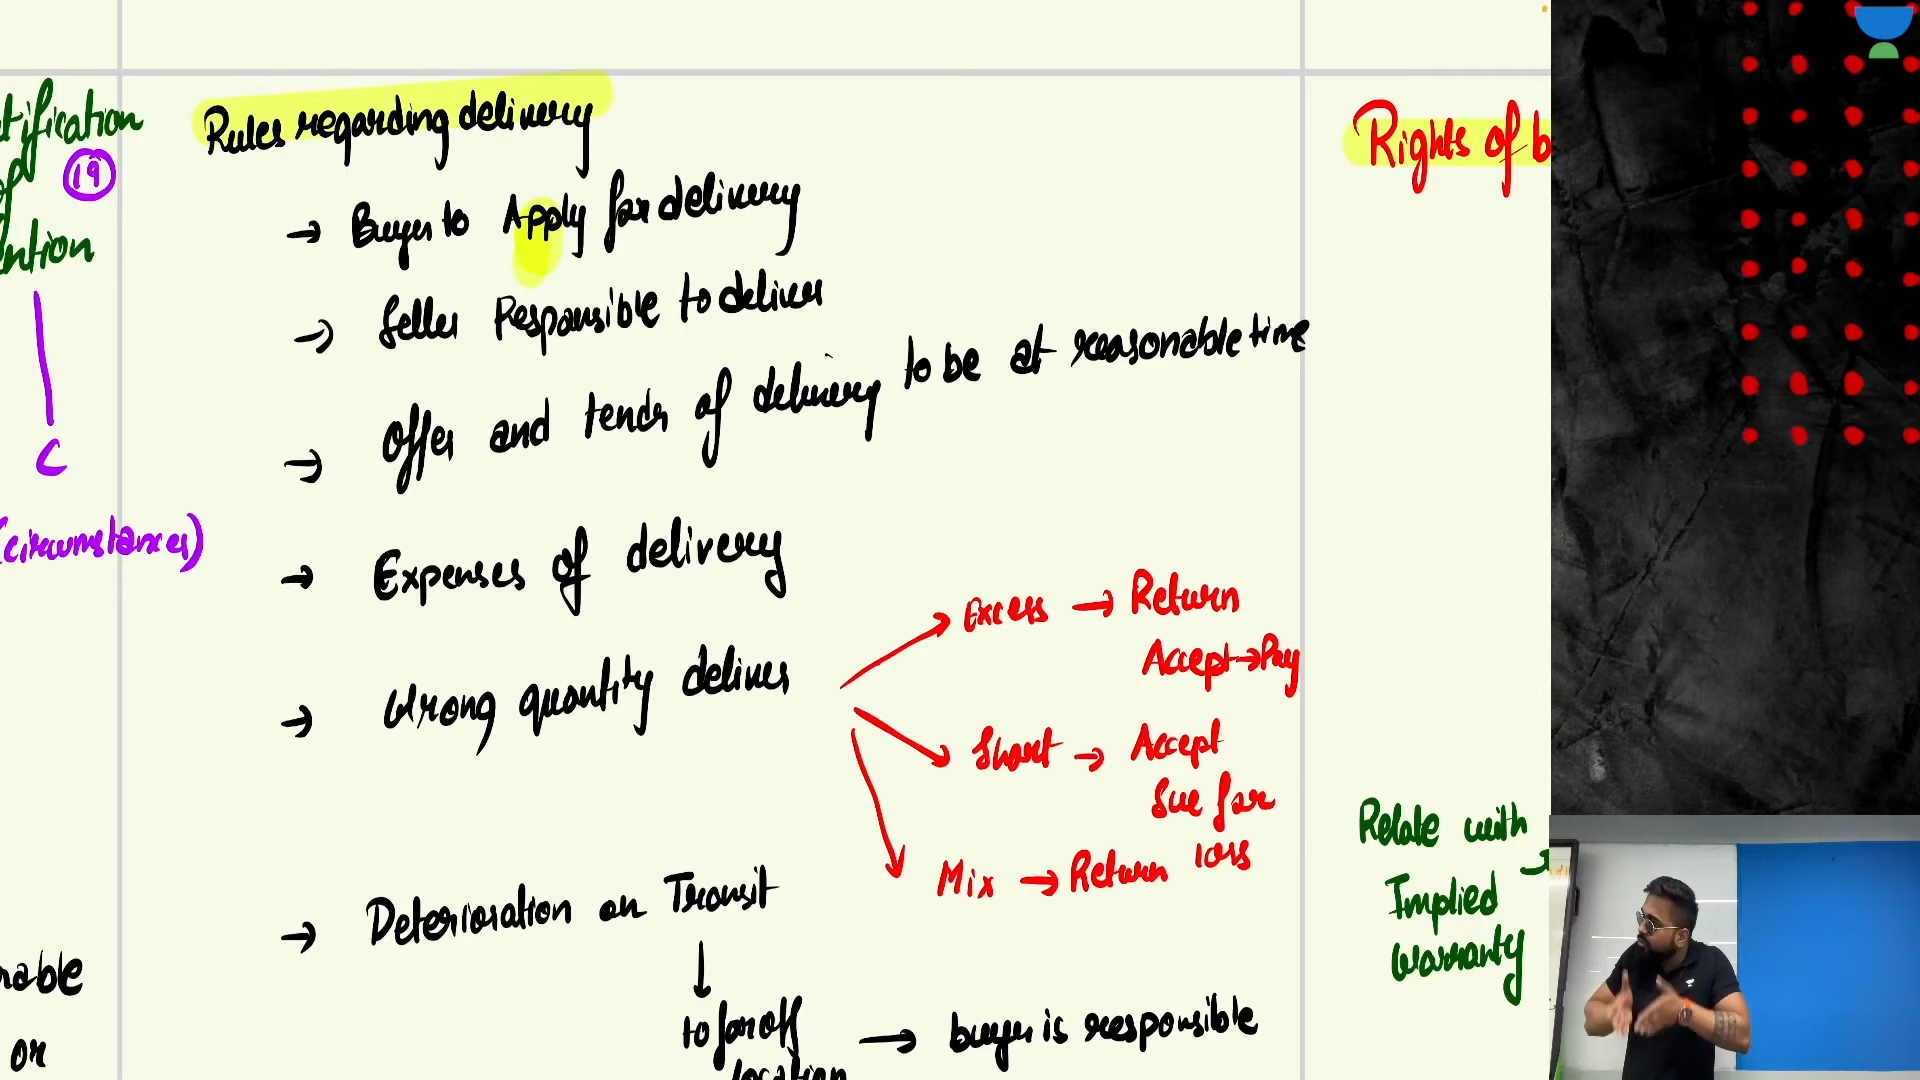 tification
of
19
ention
C
(circumstances)
nable
or
Rules regarding delivery
→ Buyer to Apply for delivery
→ Seller Responsible to deliver
→ Offer and tendr of delivery to be at reasonable time
→ Expenses of delivery
→ Wrong quantity deliver
Excess → Return
Accept → Pay
Short → Accept
Sue for
loss
Mix → Return
→ Deterioration on Transit
to far off
location
→ buyer is responsible
Rights of b
Relate with
Implied
warranty